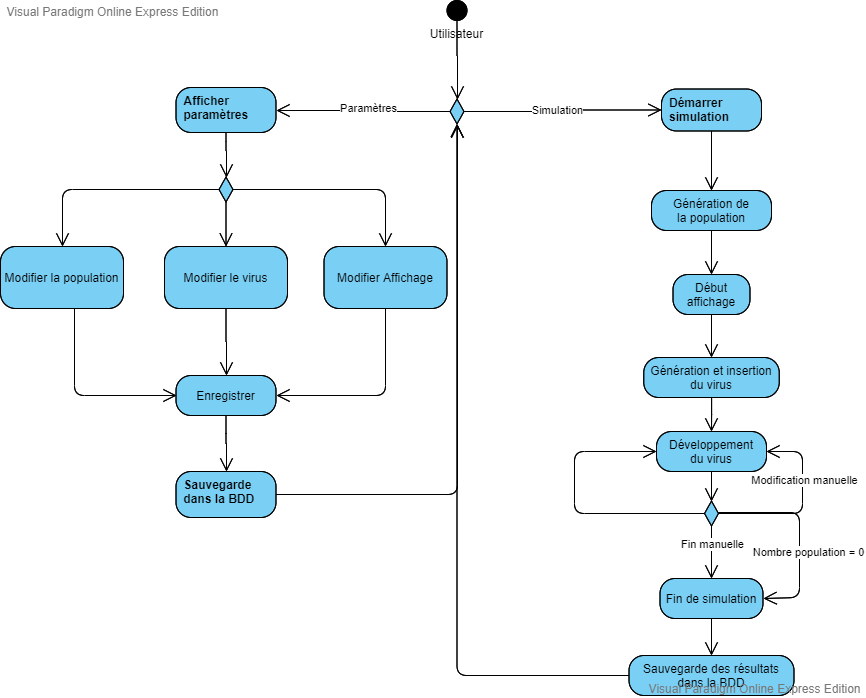 Visual Paradigm Online Express Edition
Utilisateur
Paramètres
Simulation
Afficher
paramètres
Démarrer
simulation
Génération de
la population
Modifier la population
Modifier le virus
Modifier Affichage
Début
affichage
Génération et insertion
du virus
Enregistrer
Développement
du virus
Sauvegarde
dans la BDD
Modification manuelle
Fin manuelle
Nombre population = 0
Fin de simulation
Sauvegarde des résultats
dans la BDD
Visual Paradigm Online Express Edition